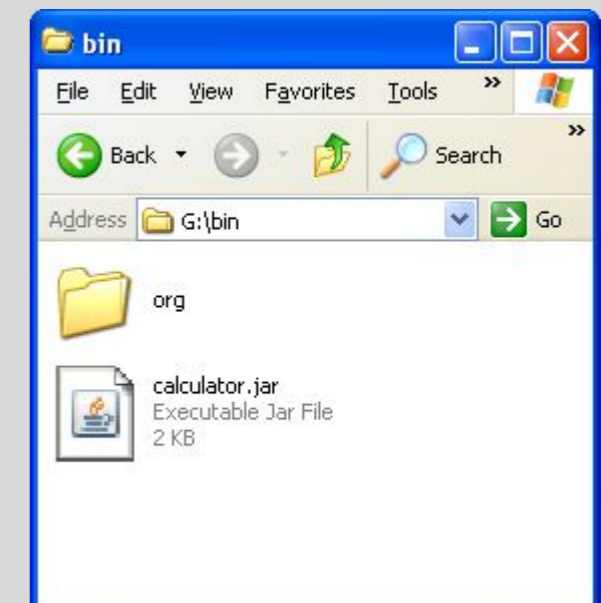 bin
File Edit View Favorites Tools »
Back Search »
Address G:\bin Go
org
calculator.jar
Executable Jar File
2 KB